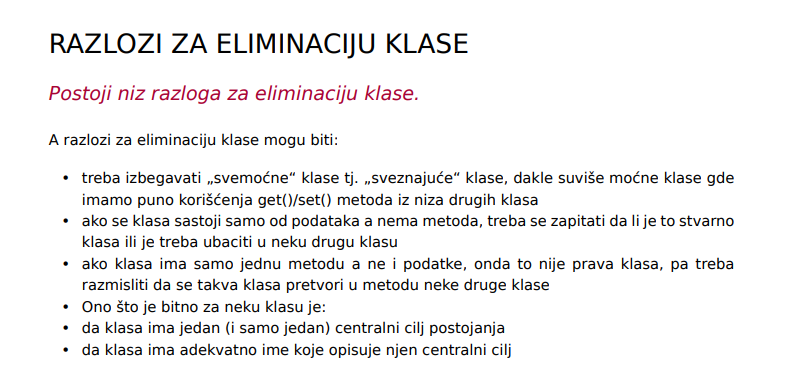 RAZLOZI ZA ELIMINACIJU KLASE
Postoji niz razloga za eliminaciju klase.
A razlozi za eliminaciju klase mogu biti:
• treba izbegavati „svemoćne“ klase tj. „sveznajuće“ klase, dakle suviše moćne klase gde
imamo puno korišćenja get()/set() metoda iz niza drugih klasa
• ako se klasa sastoji samo od podataka a nema metoda, treba se zapitati da li je to stvarno
klasa ili je treba ubaciti u neku drugu klasu
• ako klasa ima samo jednu metodu a ne i podatke, onda to nije prava klasa, pa treba
razmisliti da se takva klasa pretvori u metodu neke druge klase
• Ono što je bitno za neku klasu je:
• da klasa ima jedan (i samo jedan) centralni cilj postojanja
• da klasa ima adekvatno ime koje opisuje njen centralni cilj